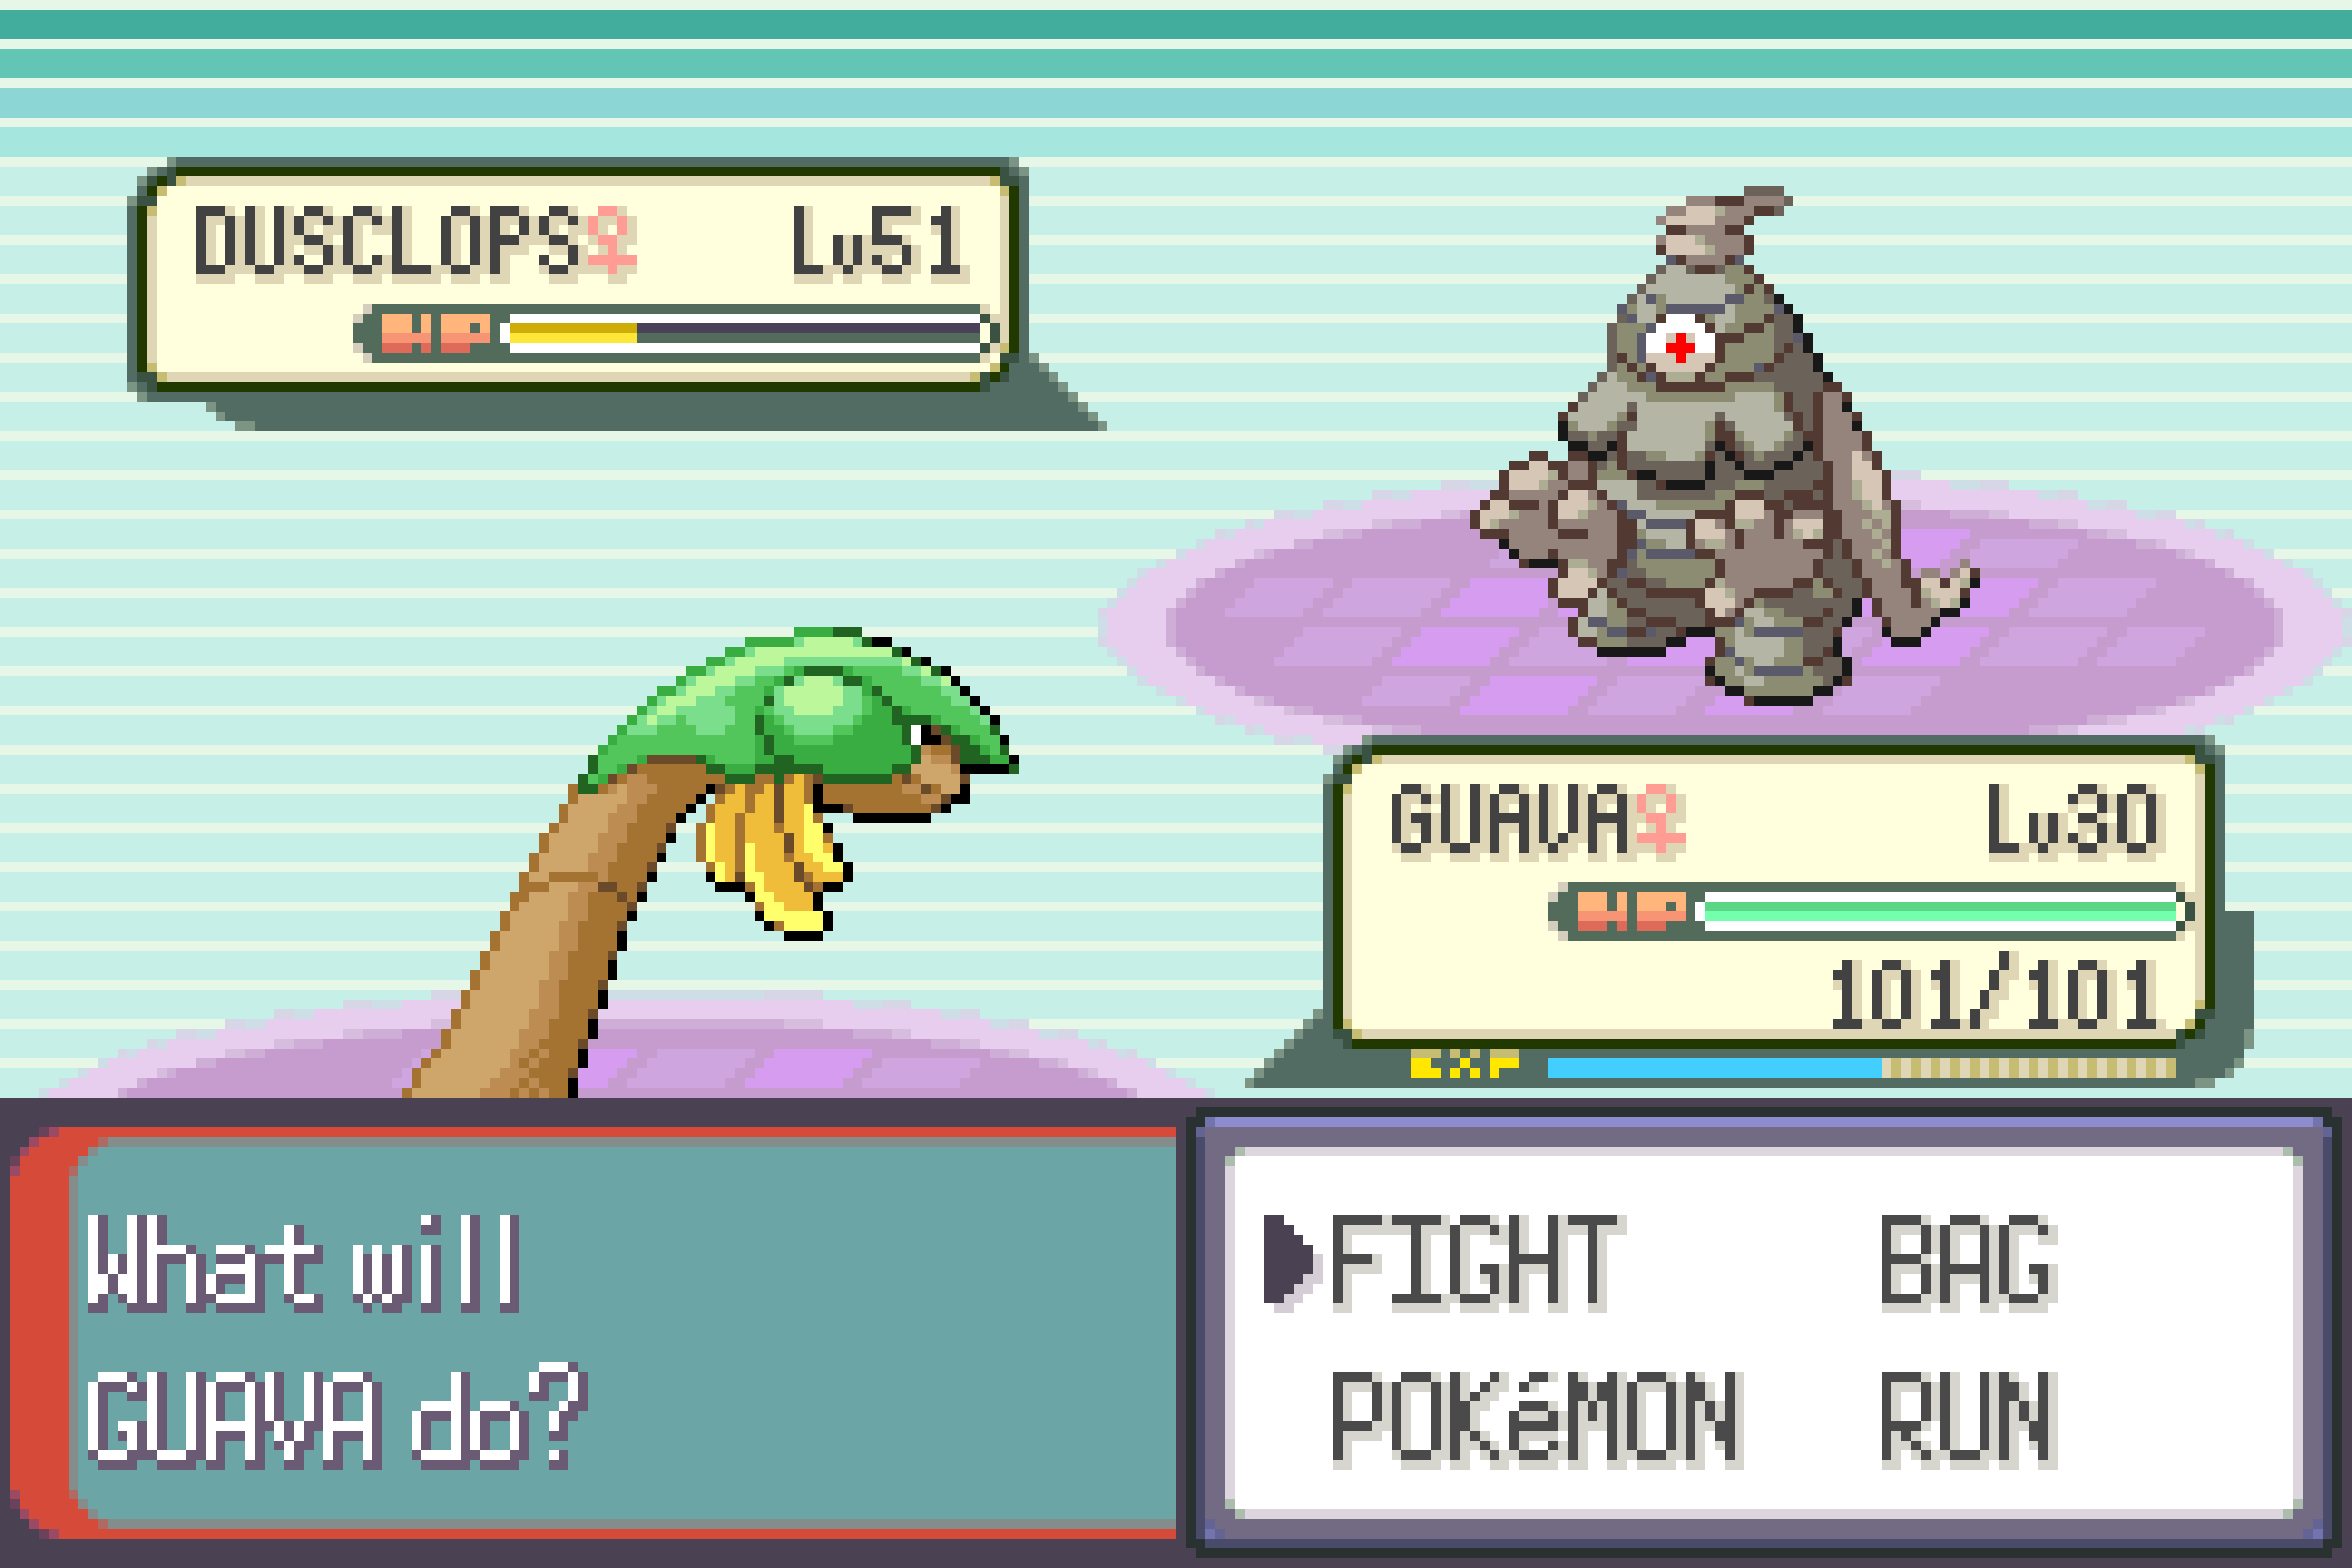 DUSCLOPS♀ Lv51
HP
GUAVA♀ Lv30
HP
101/101
EXP
What will
GUAVA do?
FIGHT BAG
POKéMON RUN